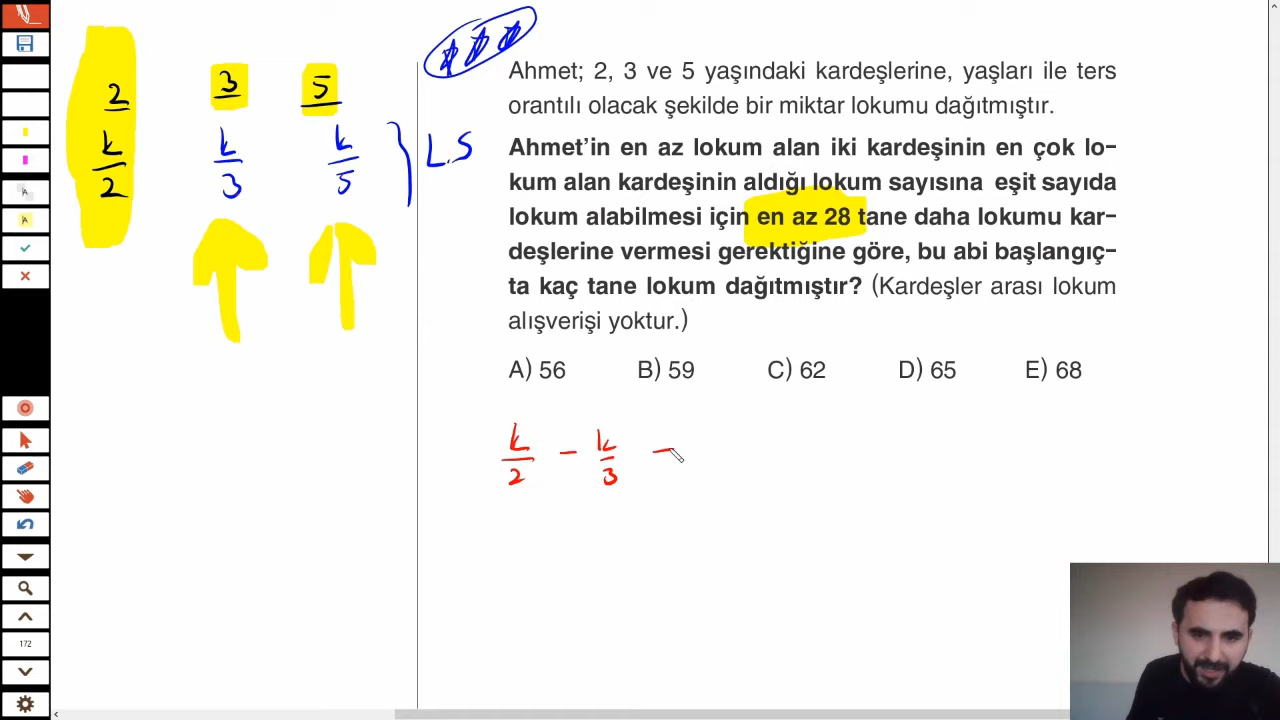 2 3 5
k/2 k/3 k/5 L.S
Ahmet; 2, 3 ve 5 yaşındaki kardeşlerine, yaşları ile ters
orantılı olacak şekilde bir miktar lokumu dağıtmıştır.
Ahmet'in en az lokum alan iki kardeşinin en çok lo-
kum alan kardeşinin aldığı lokum sayısına eşit sayıda
lokum alabilmesi için en az 28 tane daha lokumu kar-
deşlerine vermesi gerektiğine göre, bu abi başlangıç-
ta kaç tane lokum dağıtmıştır? (Kardeşler arası lokum
alışverişi yoktur.)
A) 56 B) 59 C) 62 D) 65 E) 68
k/2 - k/3
172